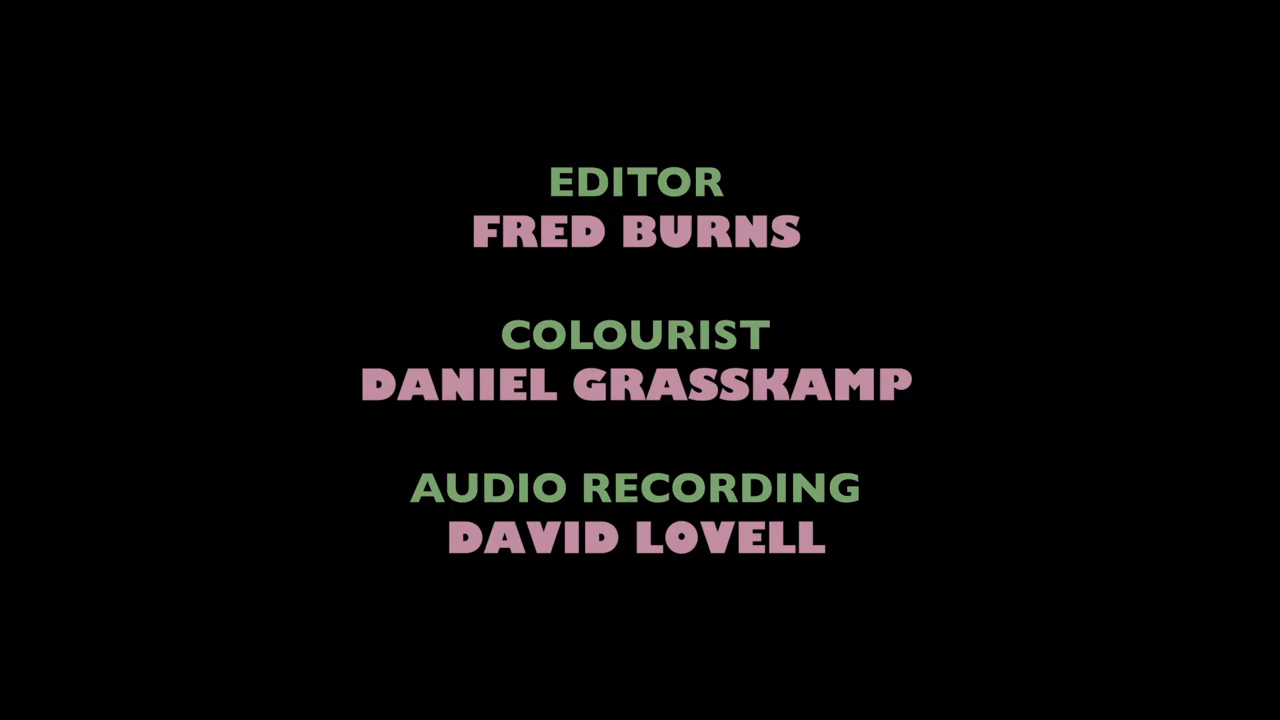 EDITOR
FRED BURNS
COLOURIST
DANIEL GRASSKAMP
AUDIO RECORDING
DAVID LOVELL